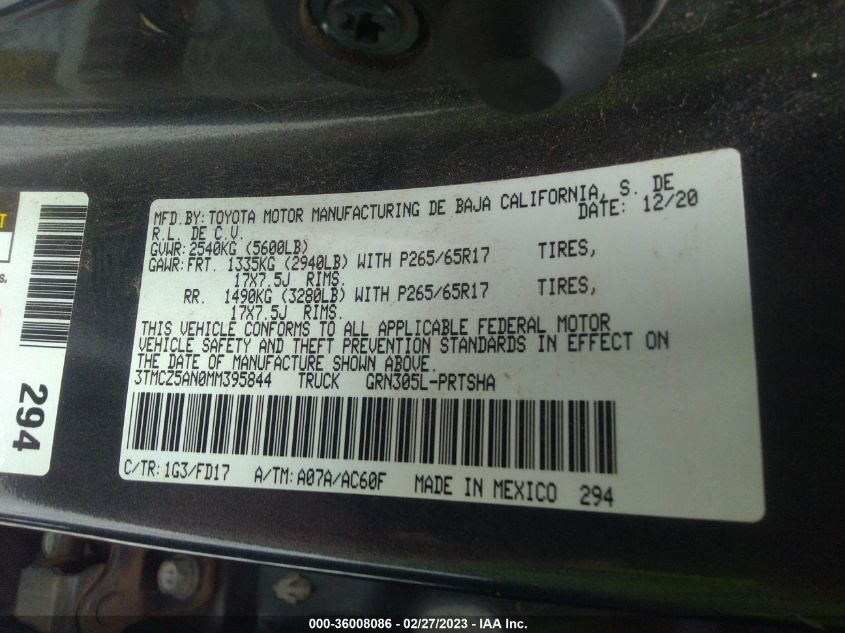 MFD. BY: TOYOTA MOTOR MANUFACTURING DE BAJA CALIFORNIA, S. DE
R.L. DE C.V. DATE: 12/20
GVWR: 2540KG (5600LB)
GAWR: FRT. 1335KG (2940LB) WITH P265/65R17 TIRES,
17X7.5J RIMS.
RR. 1490KG (3280LB) WITH P265/65R17 TIRES,
17X7.5J RIMS.
THIS VEHICLE CONFORMS TO ALL APPLICABLE FEDERAL MOTOR
VEHICLE SAFETY AND THEFT PREVENTION STANDARDS IN EFFECT ON
THE DATE OF MANUFACTURE SHOWN ABOVE.
3TMCZ5AN0MM395844 TRUCK GRN305L-PRTSHA
C/TR: 1G3/FD17 A/TM: A07A/AC60F MADE IN MEXICO 294
294
000-36008086 - 02/27/2023 - IAA Inc.